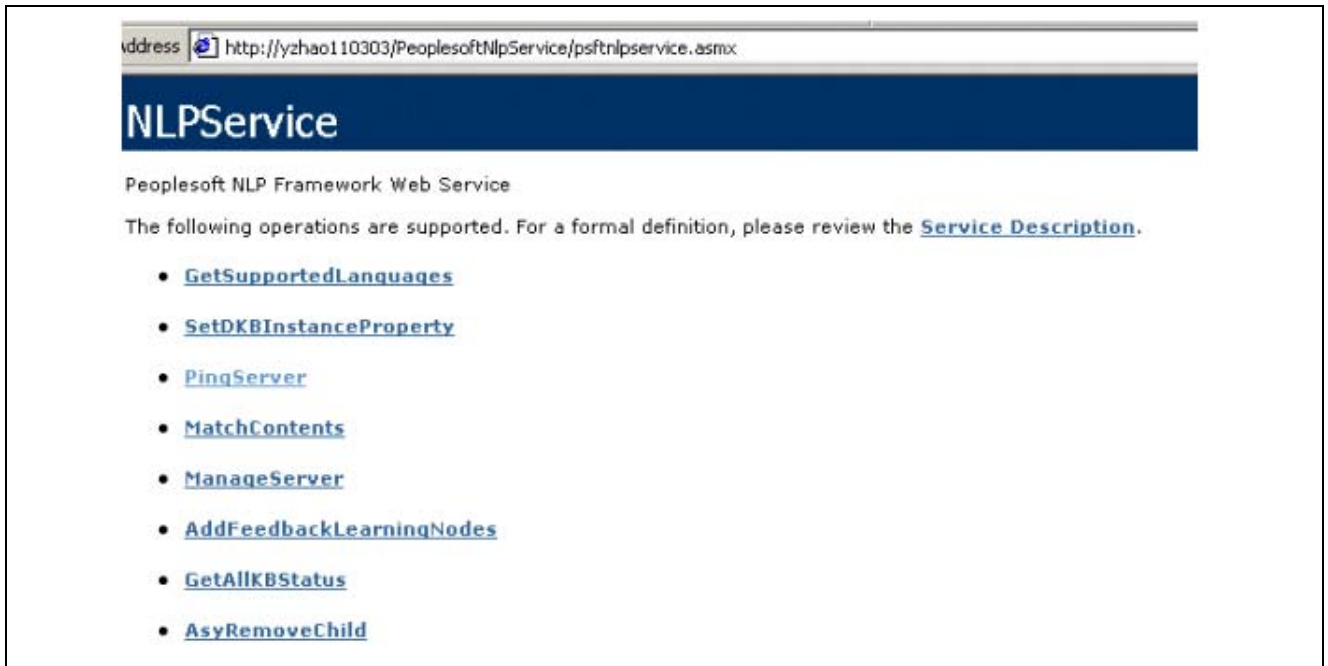 Address http://yzhao110303/PeoplesoftNlpService/psftnlpservice.asmx
NLPService
Peoplesoft NLP Framework Web Service
The following operations are supported. For a formal definition, please review the Service Description.
• GetSupportedLanguages
• SetDKBInstanceProperty
• PingServer
• MatchContents
• ManageServer
• AddFeedbackLearningNodes
• GetAllKBStatus
• AsyRemoveChild